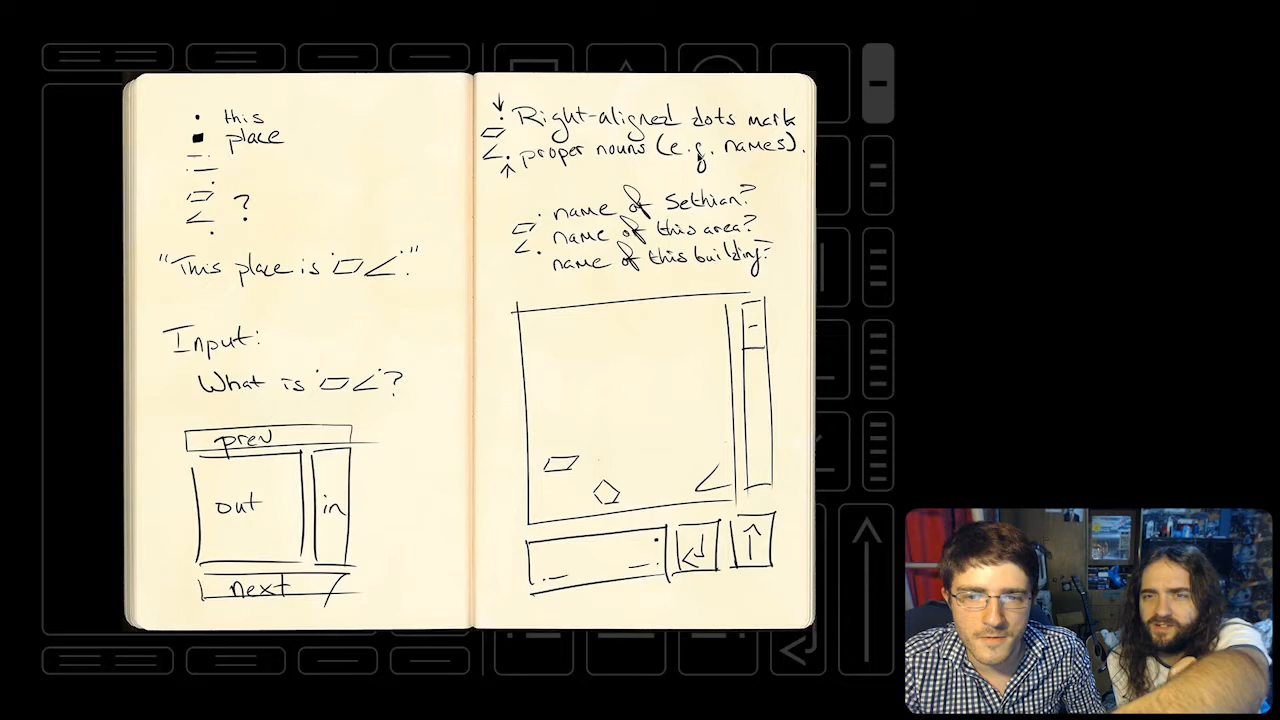 this
place
?
"This place is ▱∠."
Input:
What is ▱∠?
prev
out
in
next
Right-aligned dots mark
proper nouns (e.g. names).
name of Sethian?
name of this area?
name of this building?